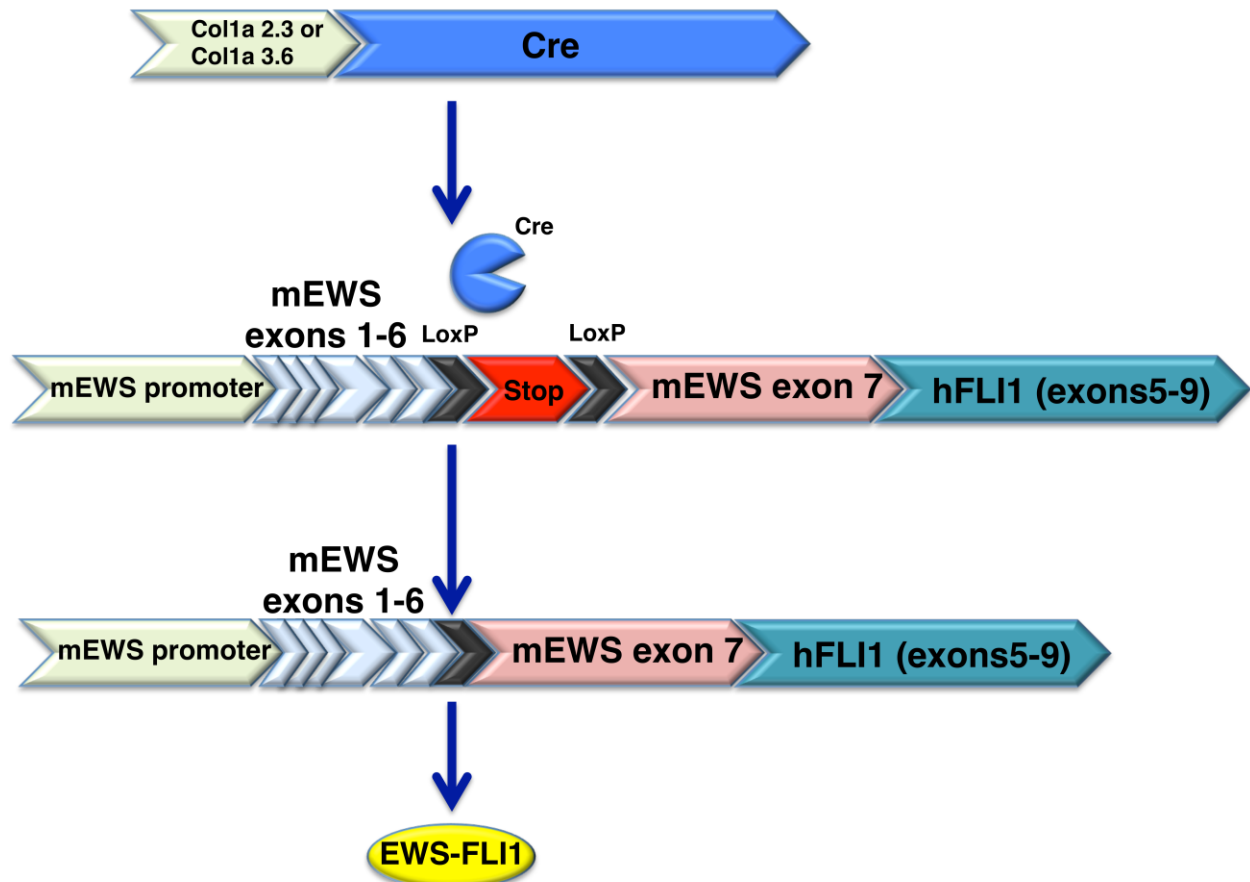 Col1a 2.3 or
Col1a 3.6
Cre
Cre
mEWS
exons 1-6
LoxP
LoxP
mEWS promoter
Stop
mEWS exon 7
hFLI1 (exons5-9)
mEWS
exons 1-6
mEWS promoter
mEWS exon 7
hFLI1 (exons5-9)
EWS-FLI1